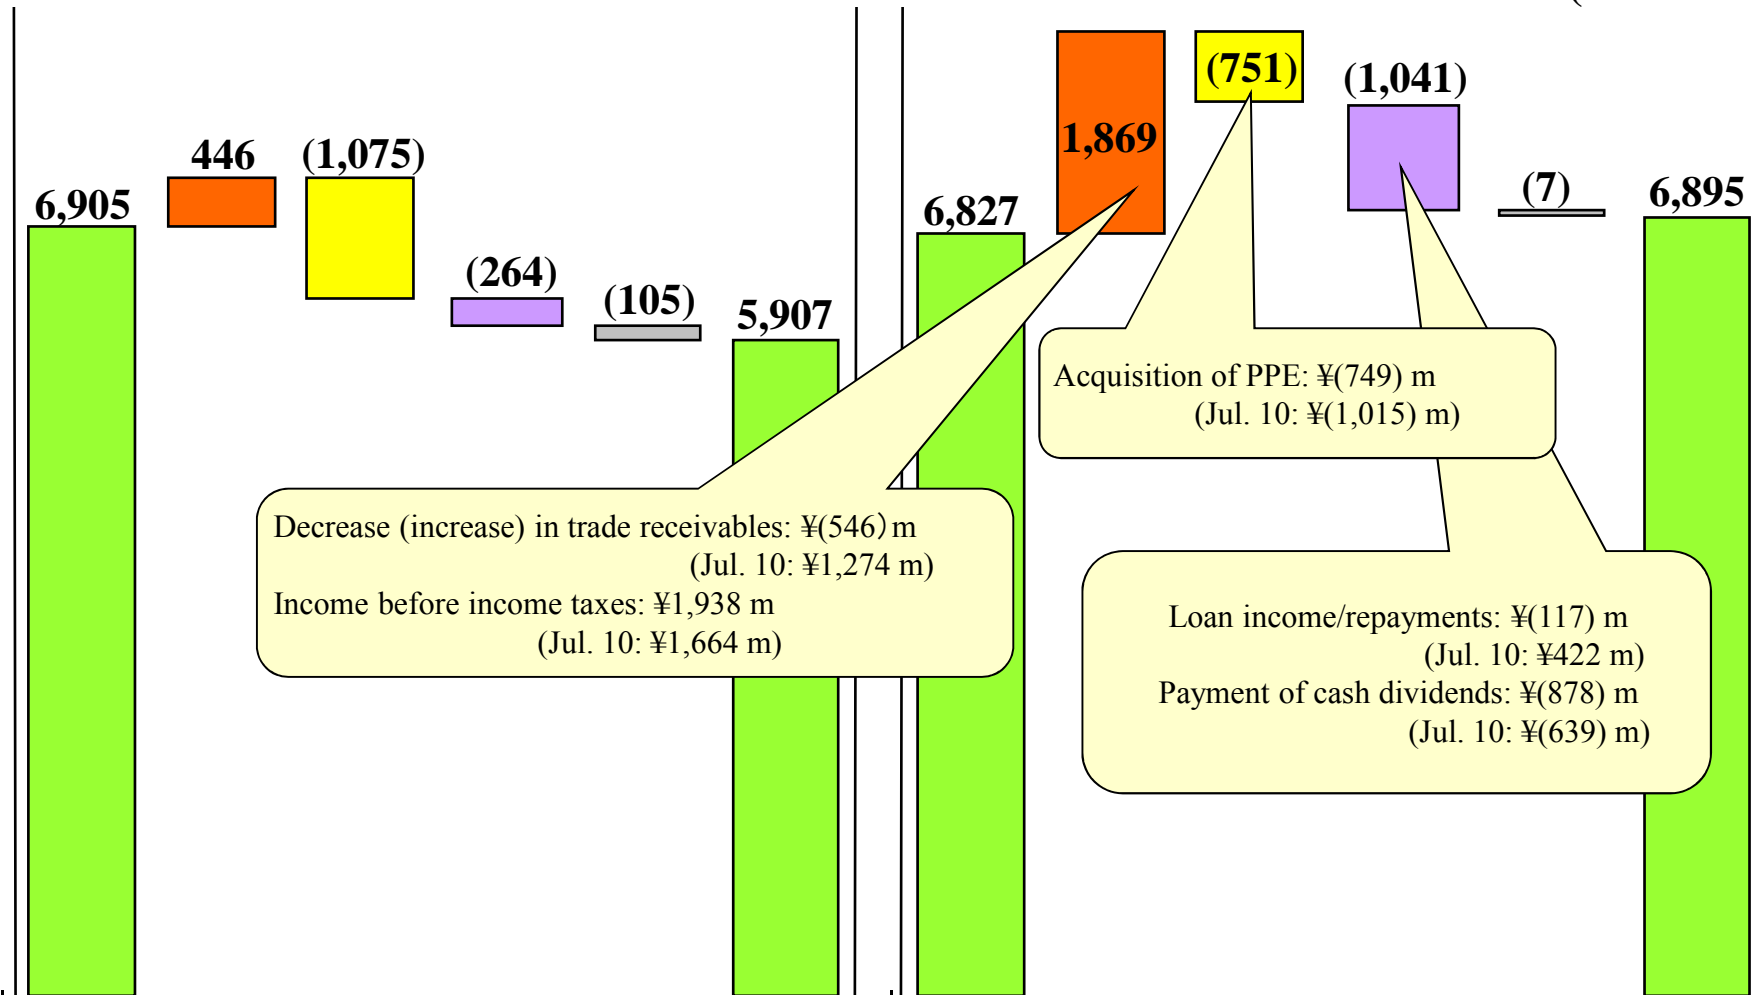 (
6,905
446
(1,075)
(264)
(105)
5,907
6,827
1,869
(751)
(1,041)
(7)
6,895
Acquisition of PPE: ¥(749) m
(Jul. 10: ¥(1,015) m)
Decrease (increase) in trade receivables: ¥(546) m
(Jul. 10: ¥1,274 m)
Income before income taxes: ¥1,938 m
(Jul. 10: ¥1,664 m)
Loan income/repayments: ¥(117) m
(Jul. 10: ¥422 m)
Payment of cash dividends: ¥(878) m
(Jul. 10: ¥(639) m)